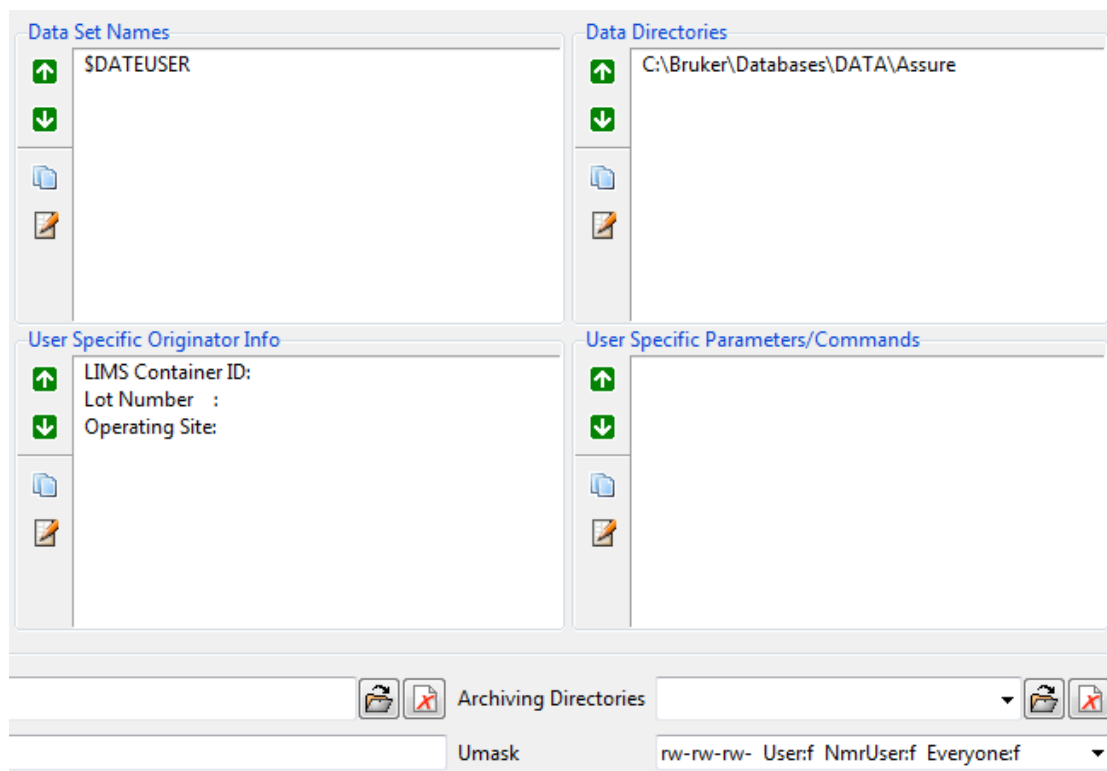 Data Set Names
$DATEUSER
Data Directories
C:\Bruker\Databases\DATA\Assure
User Specific Originator Info
LIMS Container ID:
Lot Number   :
Operating Site:
User Specific Parameters/Commands
Archiving Directories
Umask
rw-rw-rw-  User:f  NmrUser:f  Everyone:f